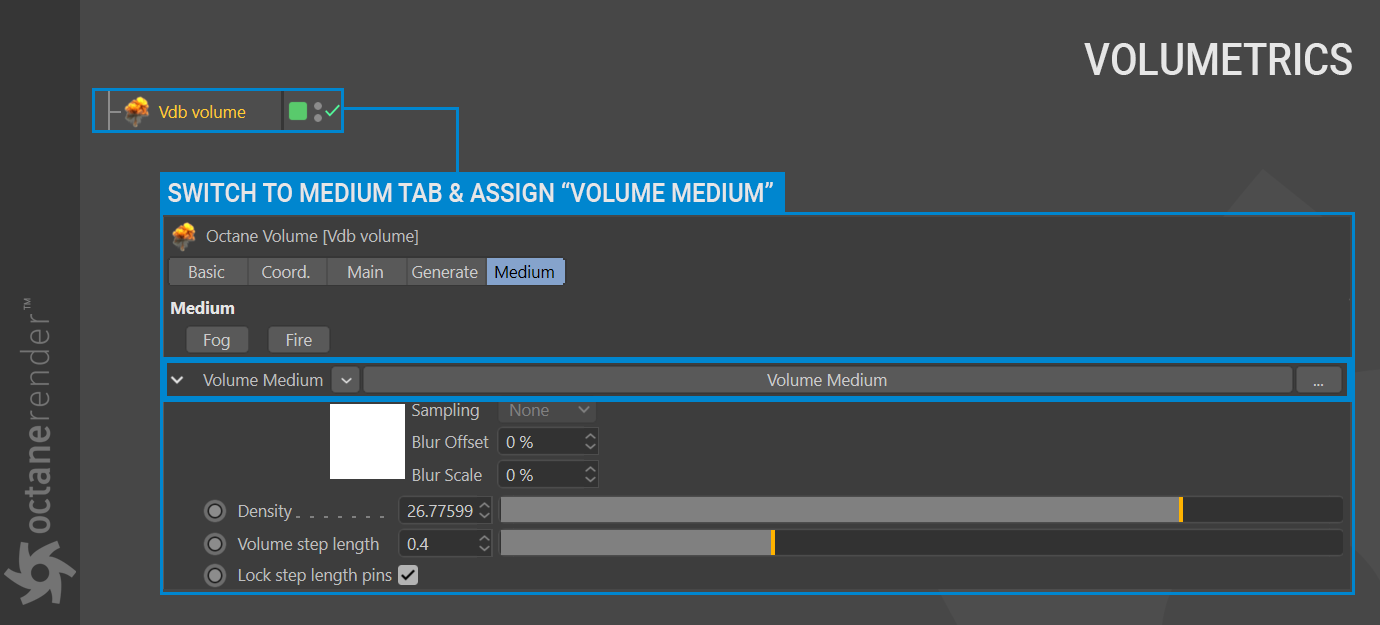 VOLUMETRICS
Vdb volume
SWITCH TO MEDIUM TAB & ASSIGN “VOLUME MEDIUM”
Octane Volume [Vdb volume]
Basic Coord. Main Generate Medium
Medium
Fog Fire
Volume Medium Volume Medium ...
Sampling None
Blur Offset 0 %
Blur Scale 0 %
Density. . . . . . . 26.77599
Volume step length 0.4
Lock step length pins
octanerender™